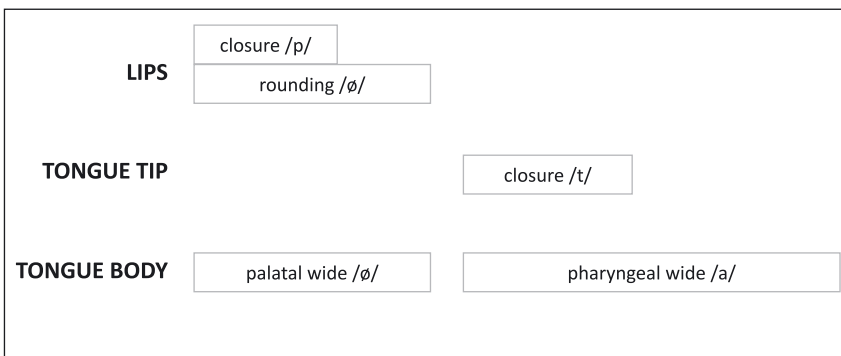 closure /p/
LIPS
rounding /ø/
TONGUE TIP
closure /t/
TONGUE BODY
palatal wide /ø/
pharyngeal wide /a/